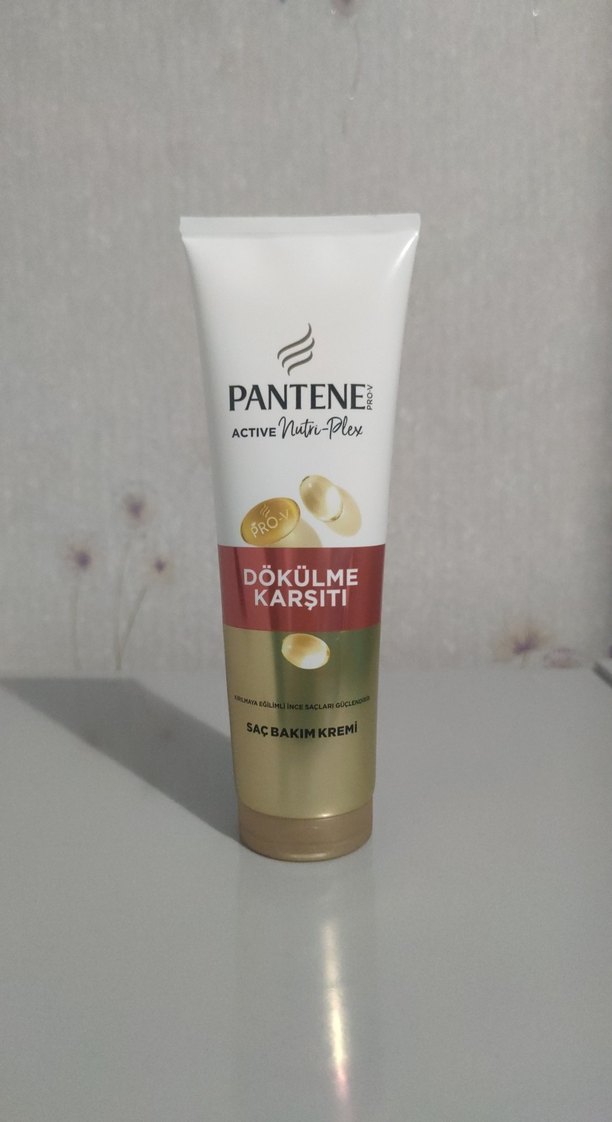 PANTENE
PRO-V
ACTIVE Nutri-Plex
PRO-V
DÖKÜLME
KARŞITI
KIRILMAYA EĞİLİMLİ İNCE SAÇLARI GÜÇLENDİRİR
SAÇ BAKIM KREMİ